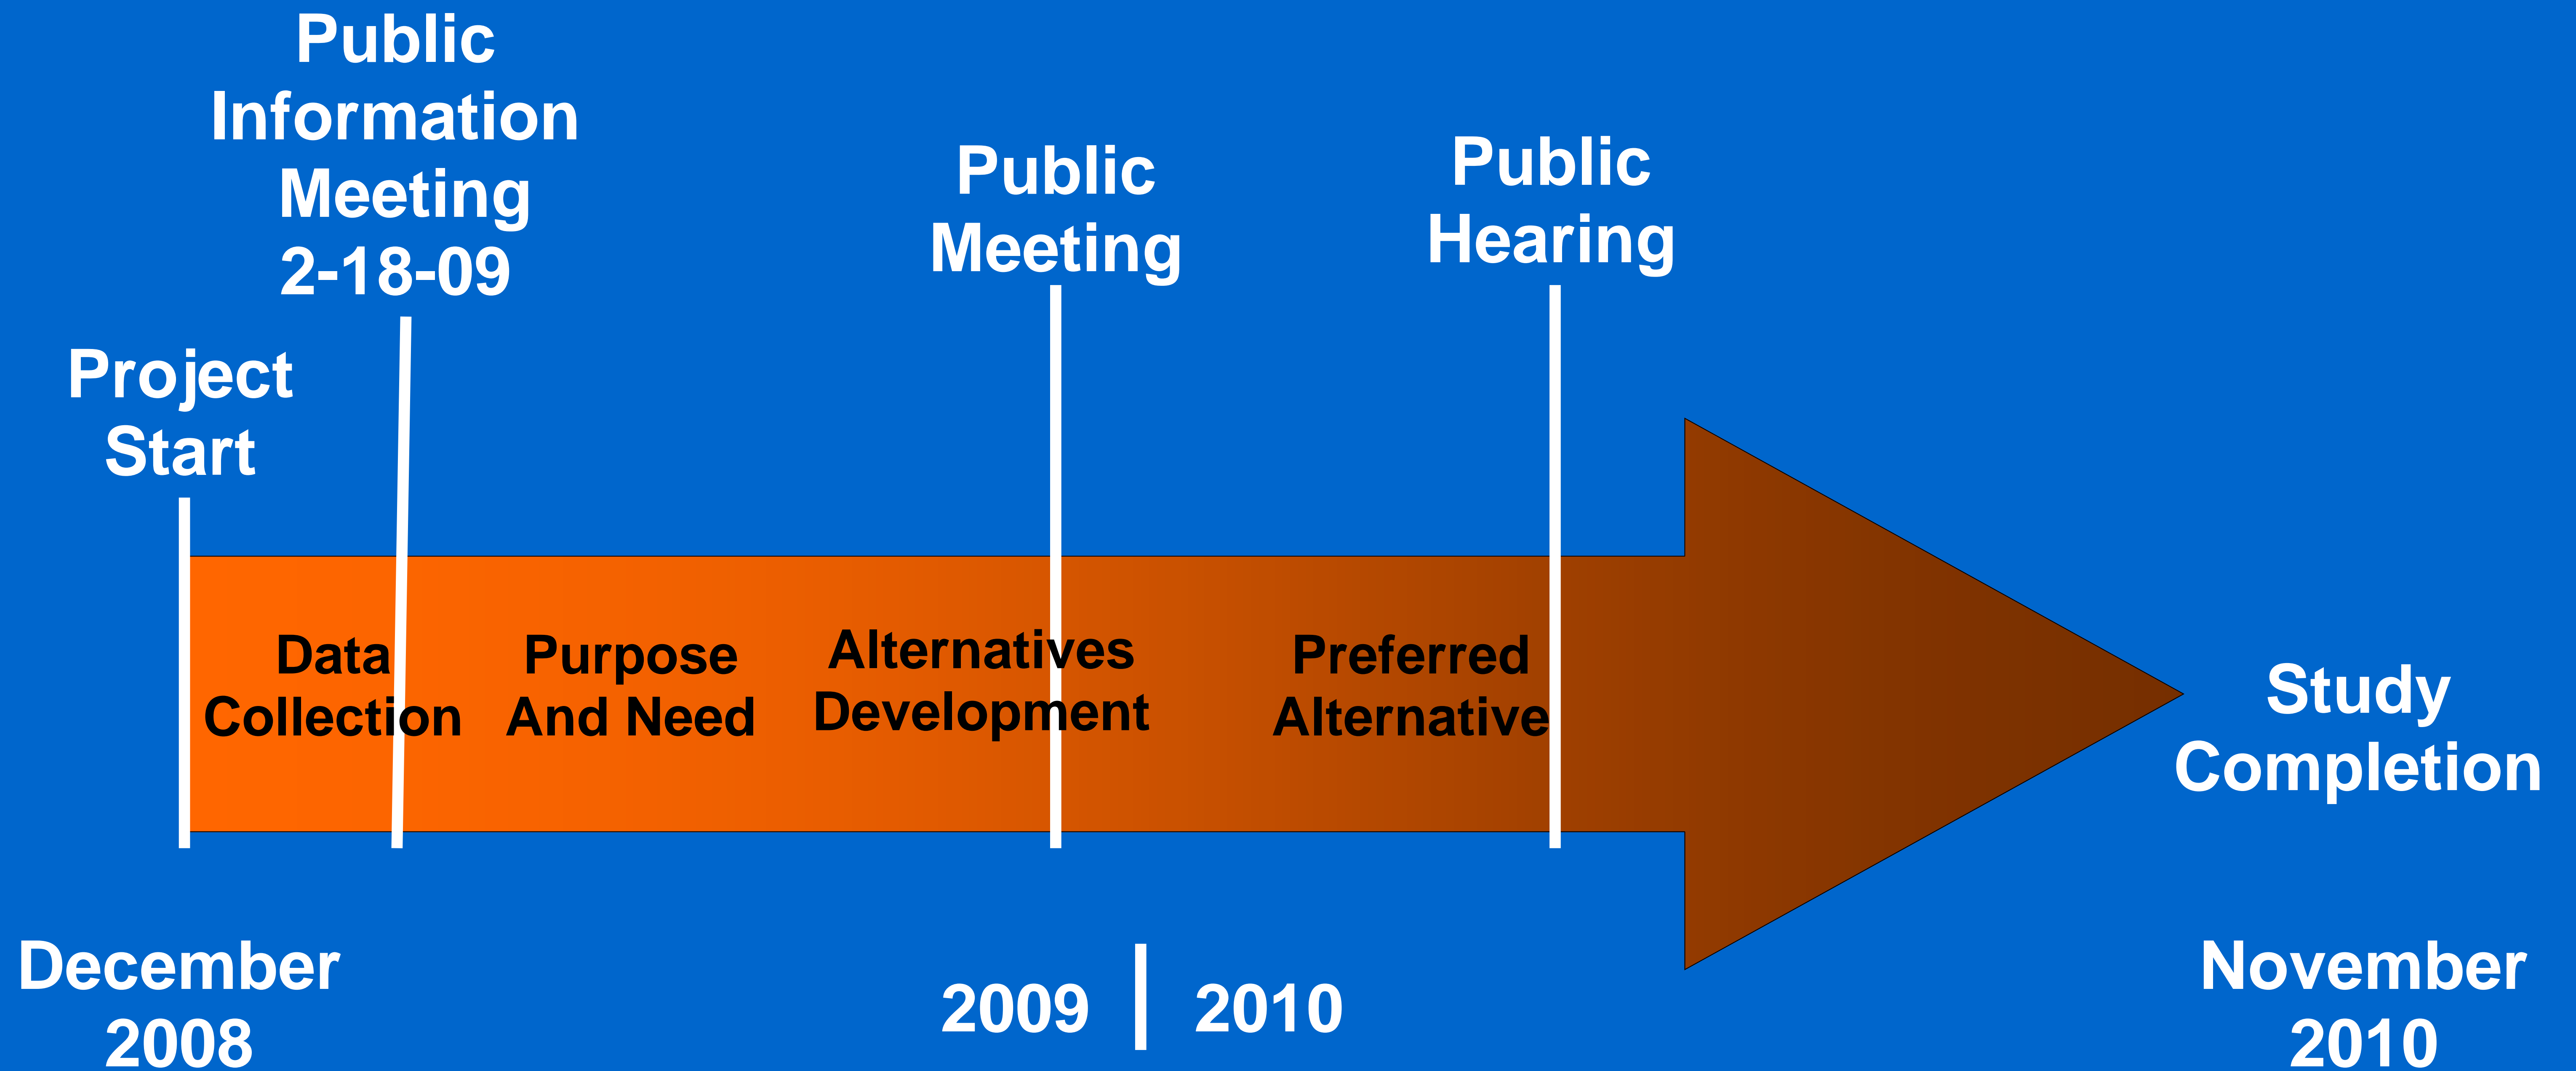 Public
Information
Meeting
2-18-09
Public
Meeting
Public
Hearing
Project
Start
Data
Collection
Purpose
And Need
Alternatives
Development
Preferred
Alternative
Study
Completion
December
2008
2009
2010
November
2010